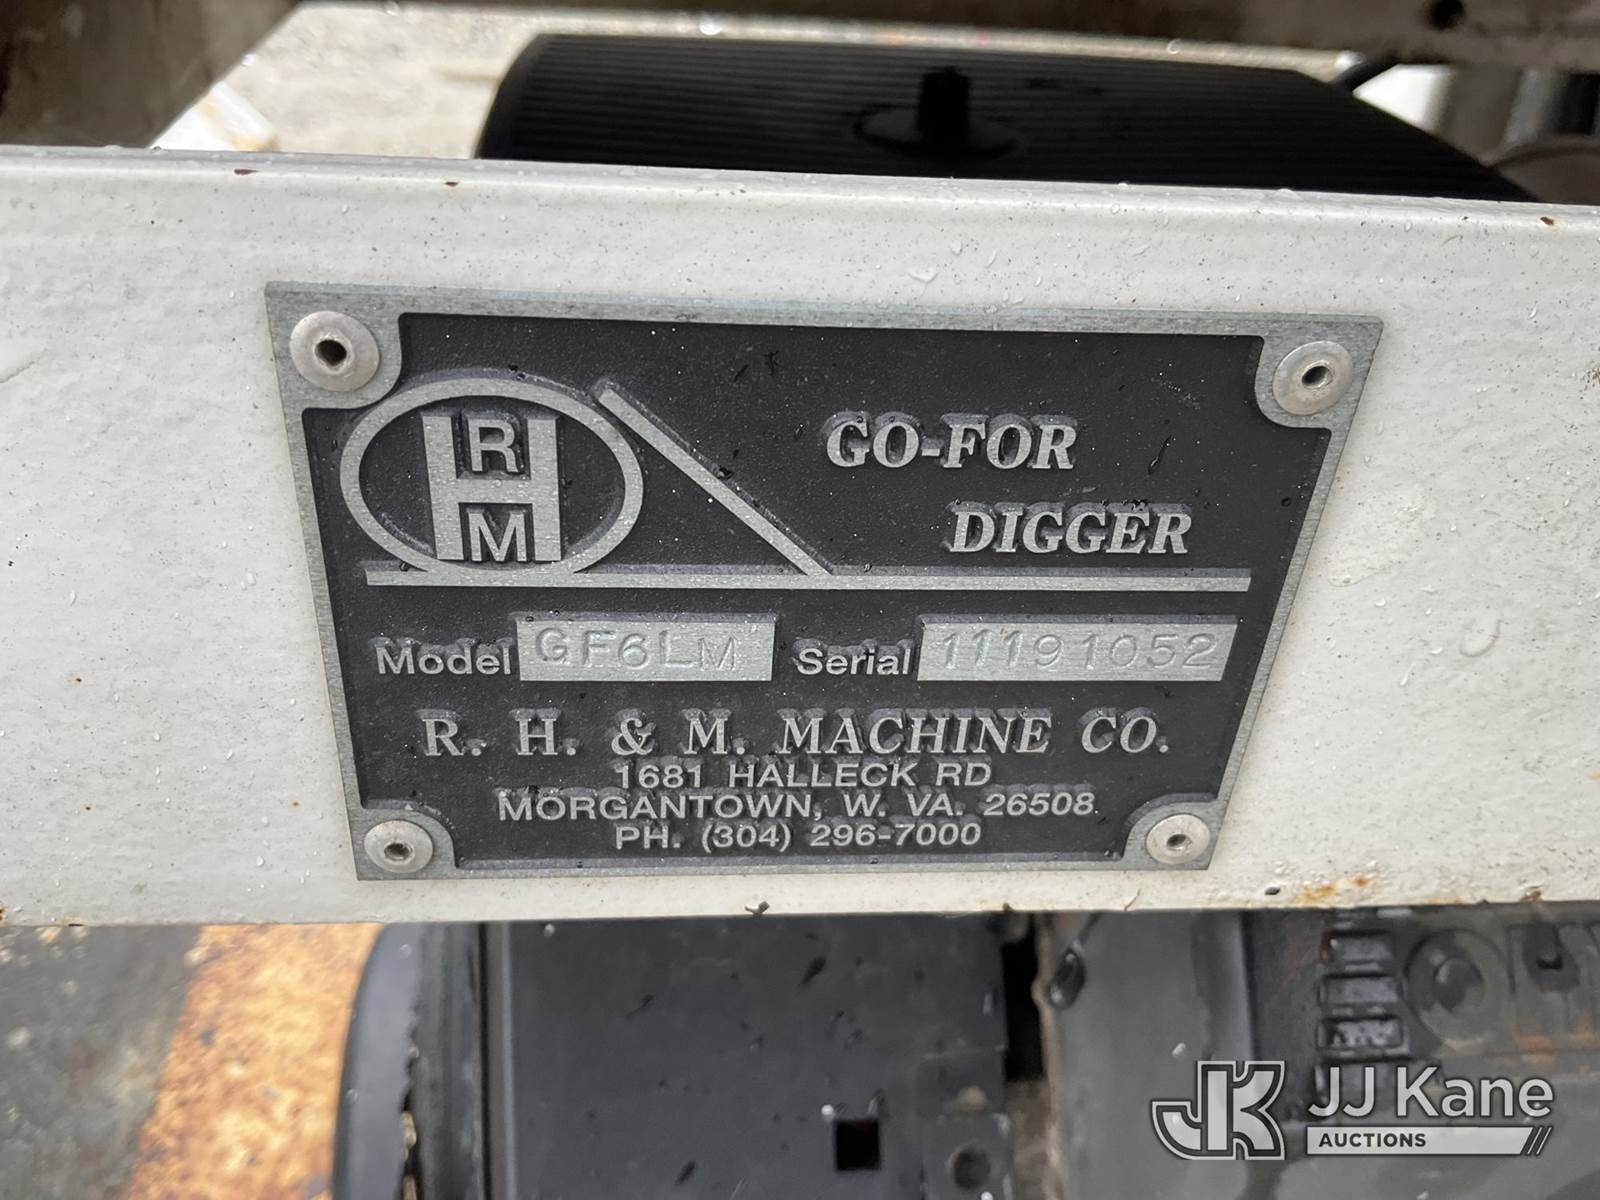 R
H
M
GO-FOR
DIGGER
Model GF6LM Serial 11191052
R. H. & M. MACHINE CO.
1681 HALLECK RD
MORGANTOWN, W. VA. 26508
PH. (304) 296-7000
JK JJ Kane
AUCTIONS